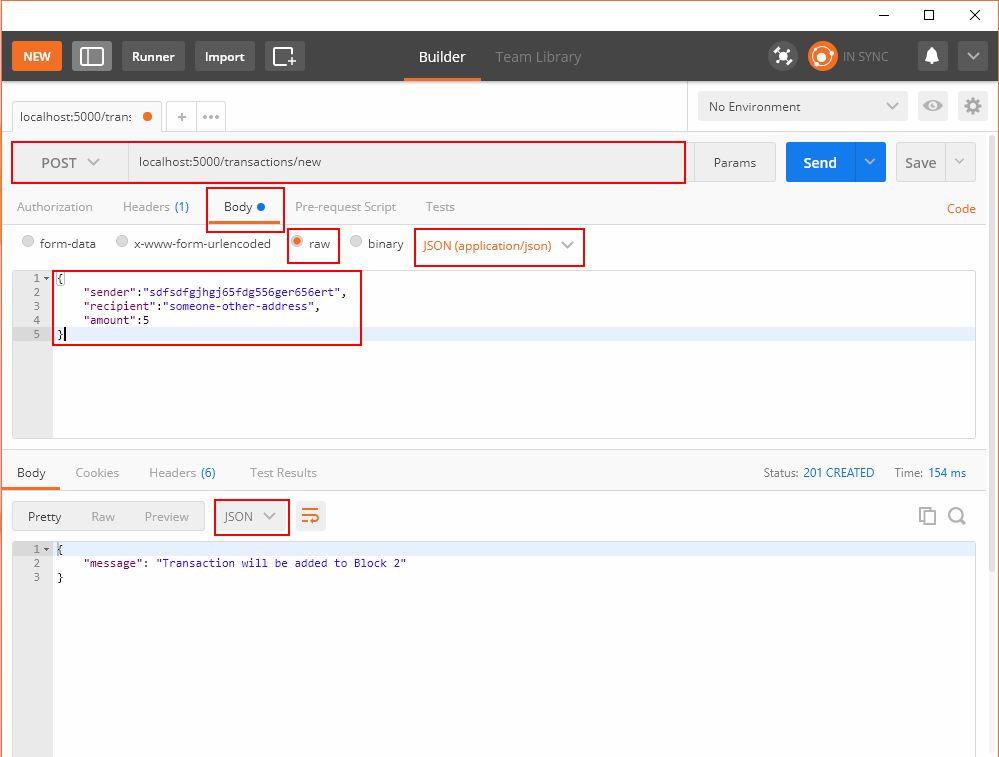 NEW Runner Import Builder Team Library IN SYNC
localhost:5000/trans + ••• No Environment
POST localhost:5000/transactions/new Params Send Save
Authorization Headers (1) Body Pre-request Script Tests Code
form-data x-www-form-urlencoded raw binary JSON (application/json)
1 {
2 "sender":"sdfsdfgjhgj65fdg556ger656ert",
3 "recipient":"someone-other-address",
4 "amount":5
5 }
Body Cookies Headers (6) Test Results Status: 201 CREATED Time: 154 ms
Pretty Raw Preview JSON
1 {
2 "message": "Transaction will be added to Block 2"
3 }